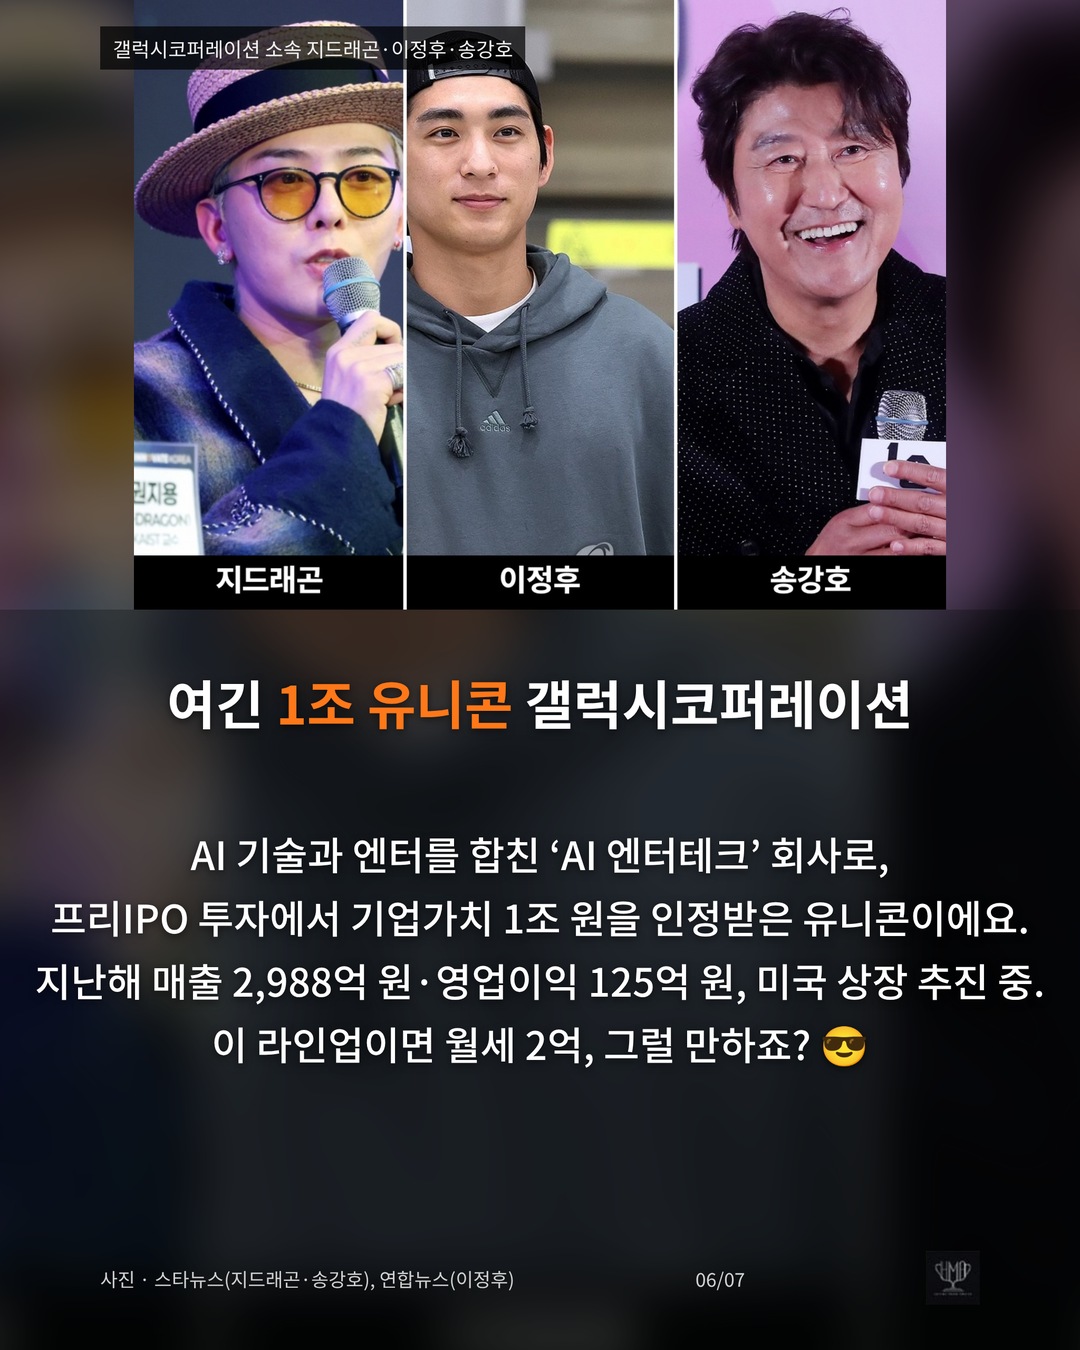 갤럭시코퍼레이션 소속 지드래곤·이정후·송강호
adidas
권지용
DRAGON
KAIST 교수
지드래곤
이정후
송강호
여긴 1조 유니콘 갤럭시코퍼레이션
AI 기술과 엔터를 합친 ‘AI 엔터테크’ 회사로,
프리IPO 투자에서 기업가치 1조 원을 인정받은 유니콘이에요.
지난해 매출 2,988억 원·영업이익 125억 원, 미국 상장 추진 중.
이 라인업이면 월세 2억, 그럴 만하죠? 😎
사진 · 스타뉴스(지드래곤·송강호), 연합뉴스(이정후)
06/07